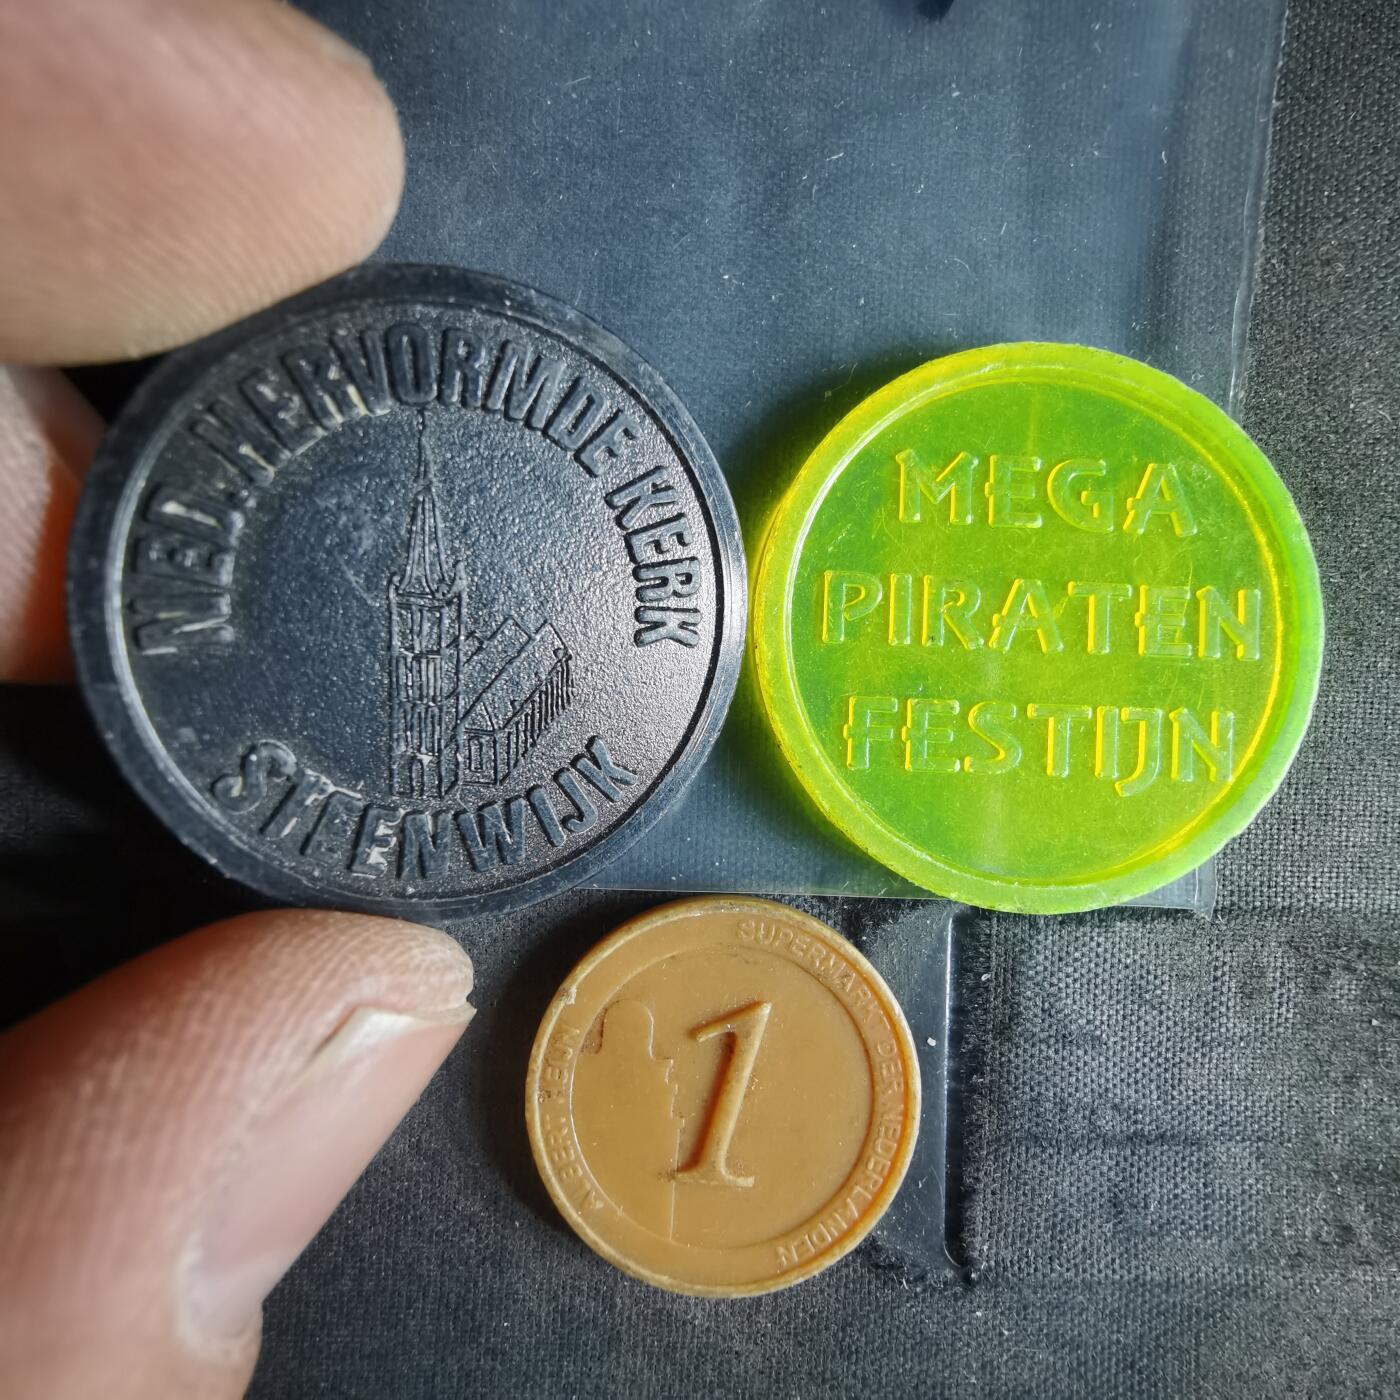 NED. HERVORMDE KERK
STEENWIJK
MEGA
PIRATEN
FESTIJN
ALBERT HEIJN
SUPERMARKT DER NEDERLANDEN
1